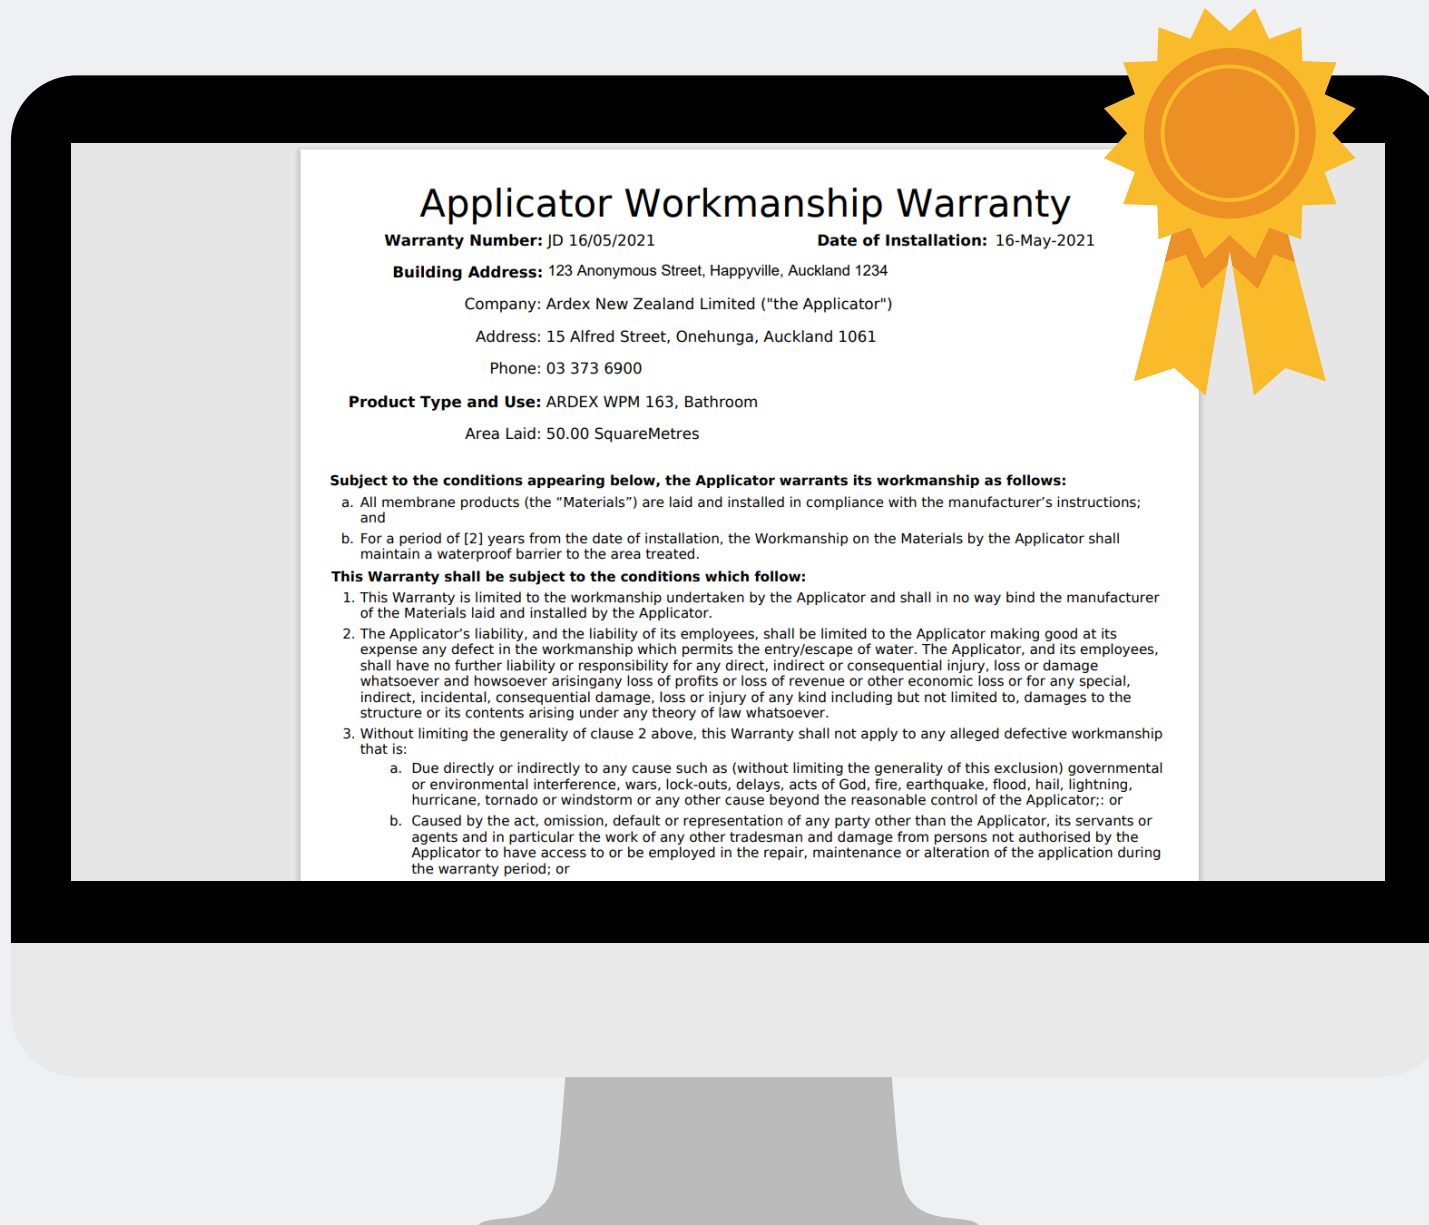 Applicator Workmanship Warranty
Warranty Number: JD 16/05/2021 Date of Installation: 16-May-2021
Building Address: 123 Anonymous Street, Happyville, Auckland 1234
Company: Ardex New Zealand Limited ("the Applicator")
Address: 15 Alfred Street, Onehunga, Auckland 1061
Phone: 03 373 6900
Product Type and Use: ARDEX WPM 163, Bathroom
Area Laid: 50.00 SquareMetres
Subject to the conditions appearing below, the Applicator warrants its workmanship as follows:
a. All membrane products (the “Materials”) are laid and installed in compliance with the manufacturer’s instructions;
and
b. For a period of [2] years from the date of installation, the Workmanship on the Materials by the Applicator shall
maintain a waterproof barrier to the area treated.
This Warranty shall be subject to the conditions which follow:
1. This Warranty is limited to the workmanship undertaken by the Applicator and shall in no way bind the manufacturer
of the Materials laid and installed by the Applicator.
2. The Applicator’s liability, and the liability of its employees, shall be limited to the Applicator making good at its
expense any defect in the workmanship which permits the entry/escape of water. The Applicator, and its employees,
shall have no further liability or responsibility for any direct, indirect or consequential injury, loss or damage
whatsoever and howsoever arisingany loss of profits or loss of revenue or other economic loss or for any special,
indirect, incidental, consequential damage, loss or injury of any kind including but not limited to, damages to the
structure or its contents arising under any theory of law whatsoever.
3. Without limiting the generality of clause 2 above, this Warranty shall not apply to any alleged defective workmanship
that is:
a. Due directly or indirectly to any cause such as (without limiting the generality of this exclusion) governmental
or environmental interference, wars, lock-outs, delays, acts of God, fire, earthquake, flood, hail, lightning,
hurricane, tornado or windstorm or any other cause beyond the reasonable control of the Applicator;: or
b. Caused by the act, omission, default or representation of any party other than the Applicator, its servants or
agents and in particular the work of any other tradesman and damage from persons not authorised by the
Applicator to have access to or be employed in the repair, maintenance or alteration of the application during
the warranty period; or